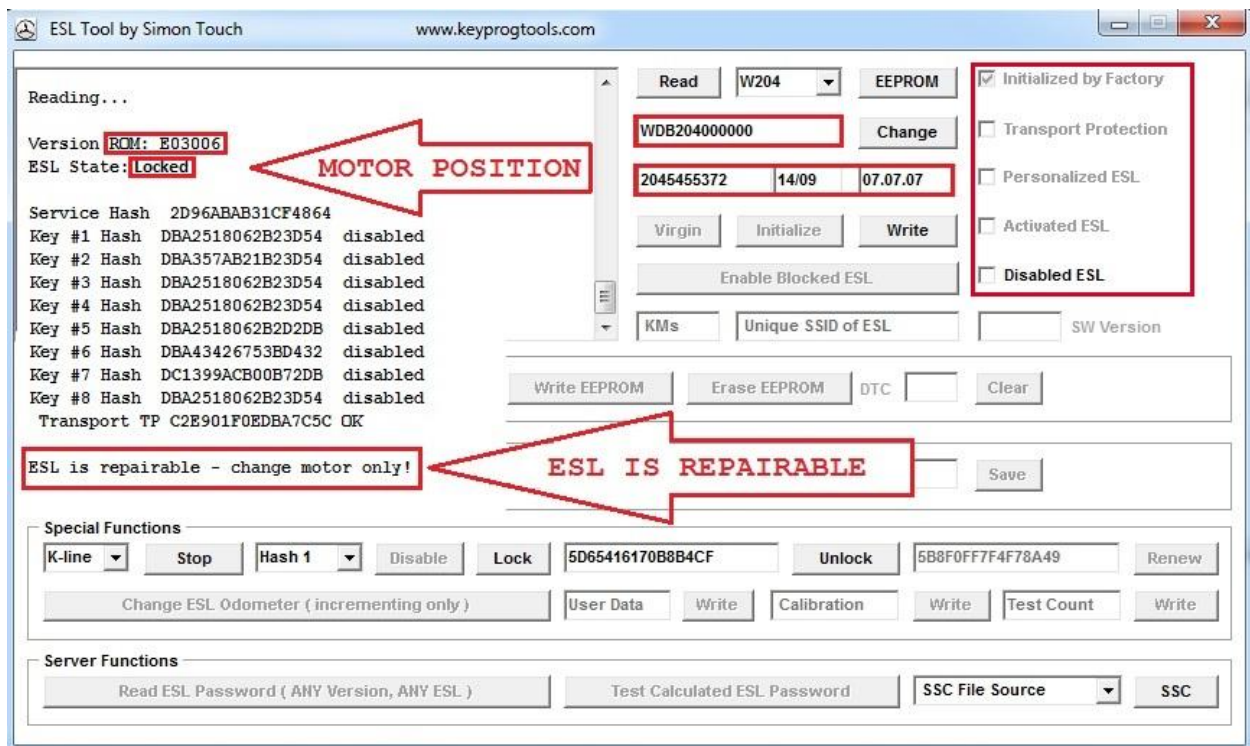 ESL Tool by Simon Touch www.keyprogtools.com
Reading...
Version ROM: E03006
ESL State: Locked
MOTOR POSITION
Service Hash 2D96ABAB31CF4864
Key #1 Hash DBA2518062B23D54 disabled
Key #2 Hash DBA357AB21B23D54 disabled
Key #3 Hash DBA2518062B23D54 disabled
Key #4 Hash DBA2518062B23D54 disabled
Key #5 Hash DBA2518062B2D2DB disabled
Key #6 Hash DBA43426753BD432 disabled
Key #7 Hash DC1399ACB00B72DB disabled
Key #8 Hash DBA2518062B23D54 disabled
Transport TP C2E901F0EDBA7C5C OK
ESL is repairable - change motor only!
ESL IS REPAIRABLE
Read W204 EEPROM
WDB204000000 Change
2045455372 14/09 07.07.07
Virgin Initialize Write
Enable Blocked ESL
KMs Unique SSID of ESL SW Version
Initialized by Factory
Transport Protection
Personalized ESL
Activated ESL
Disabled ESL
Write EEPROM Erase EEPROM DTC Clear
Save
Special Functions
K-line Stop Hash 1 Disable Lock 5D65416170B8B4CF Unlock 5B8F0FF7F4F78A49 Renew
Change ESL Odometer ( incrementing only ) User Data Write Calibration Write Test Count Write
Server Functions
Read ESL Password ( ANY Version, ANY ESL ) Test Calculated ESL Password SSC File Source SSC